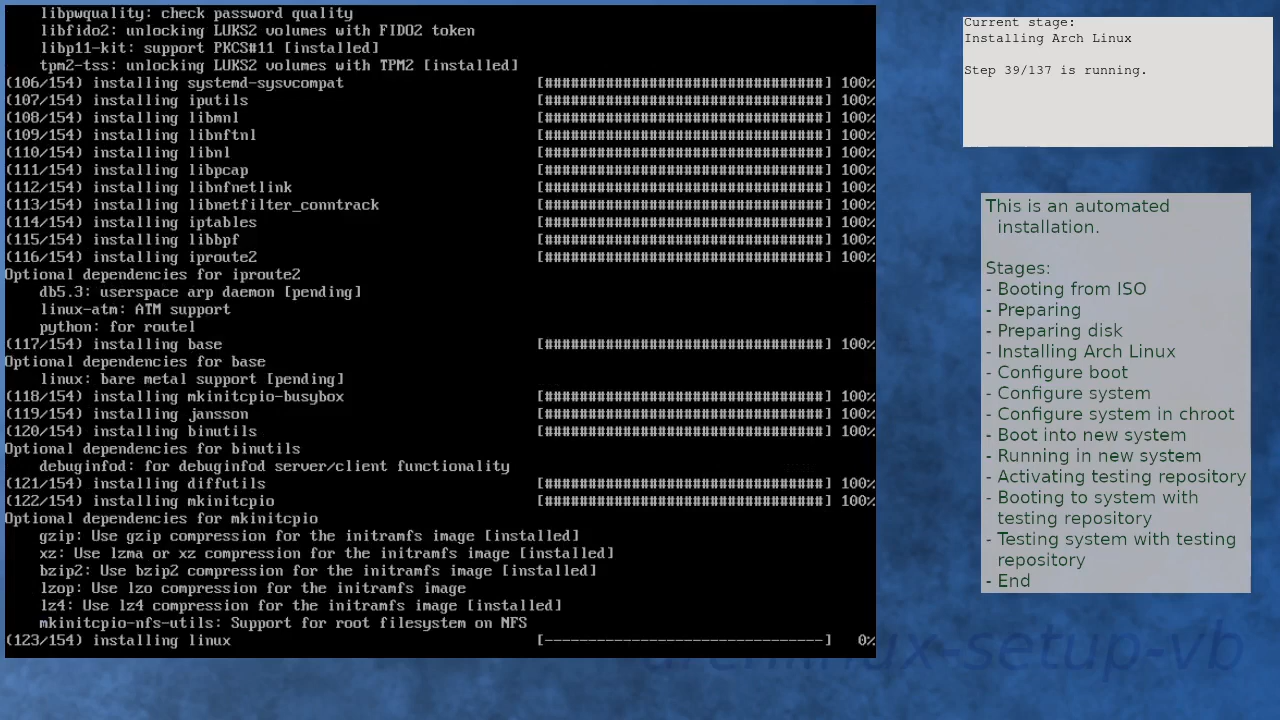 libpwquality: check password quality
libfido2: unlocking LUKS2 volumes with FIDO2 token
libp11-kit: support PKCS#11 [installed]
tpm2-tss: unlocking LUKS2 volumes with TPM2 [installed]
(106/154) installing systemd-sysvcompat [################################] 100%
(107/154) installing iputils [################################] 100%
(108/154) installing libmnl [################################] 100%
(109/154) installing libnftnl [################################] 100%
(110/154) installing libnl [################################] 100%
(111/154) installing libpcap [################################] 100%
(112/154) installing libnfnetlink [################################] 100%
(113/154) installing libnetfilter_conntrack [################################] 100%
(114/154) installing iptables [################################] 100%
(115/154) installing libbpf [################################] 100%
(116/154) installing iproute2 [################################] 100%
Optional dependencies for iproute2
db5.3: userspace arp daemon [pending]
linux-atm: ATM support
python: for routel
(117/154) installing base [################################] 100%
Optional dependencies for base
linux: bare metal support [pending]
(118/154) installing mkinitcpio-busybox [################################] 100%
(119/154) installing jansson [################################] 100%
(120/154) installing binutils [################################] 100%
Optional dependencies for binutils
debuginfod: for debuginfod server/client functionality
(121/154) installing diffutils [################################] 100%
(122/154) installing mkinitcpio [################################] 100%
Optional dependencies for mkinitcpio
gzip: Use gzip compression for the initramfs image [installed]
xz: Use lzma or xz compression for the initramfs image [installed]
bzip2: Use bzip2 compression for the initramfs image [installed]
lzop: Use lzo compression for the initramfs image
lz4: Use lz4 compression for the initramfs image [installed]
mkinitcpio-nfs-utils: Support for root filesystem on NFS
(123/154) installing linux [--------------------------------] 0%
Current stage:
Installing Arch Linux
Step 39/137 is running.
This is an automated
installation.
Stages:
- Booting from ISO
- Preparing
- Preparing disk
- Installing Arch Linux
- Configure boot
- Configure system
- Configure system in chroot
- Boot into new system
- Running in new system
- Activating testing repository
- Booting to system with
testing repository
- Testing system with testing
repository
- End
archlinux-setup-vb